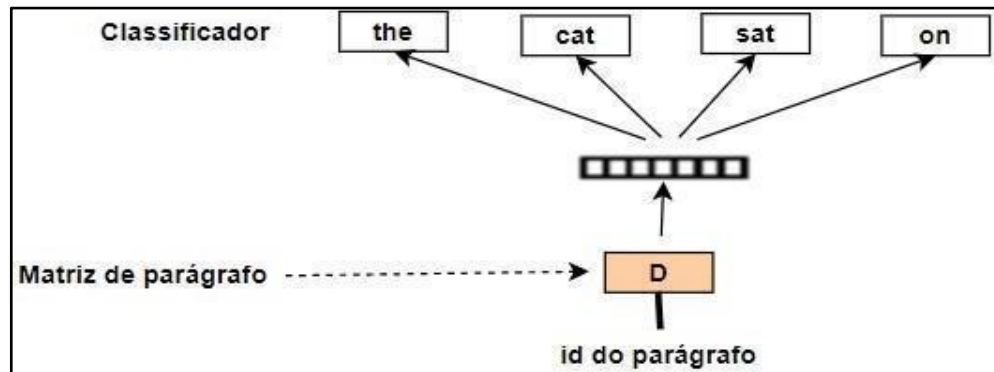 Classificador the cat sat on
Matriz de parágrafo D
id do parágrafo